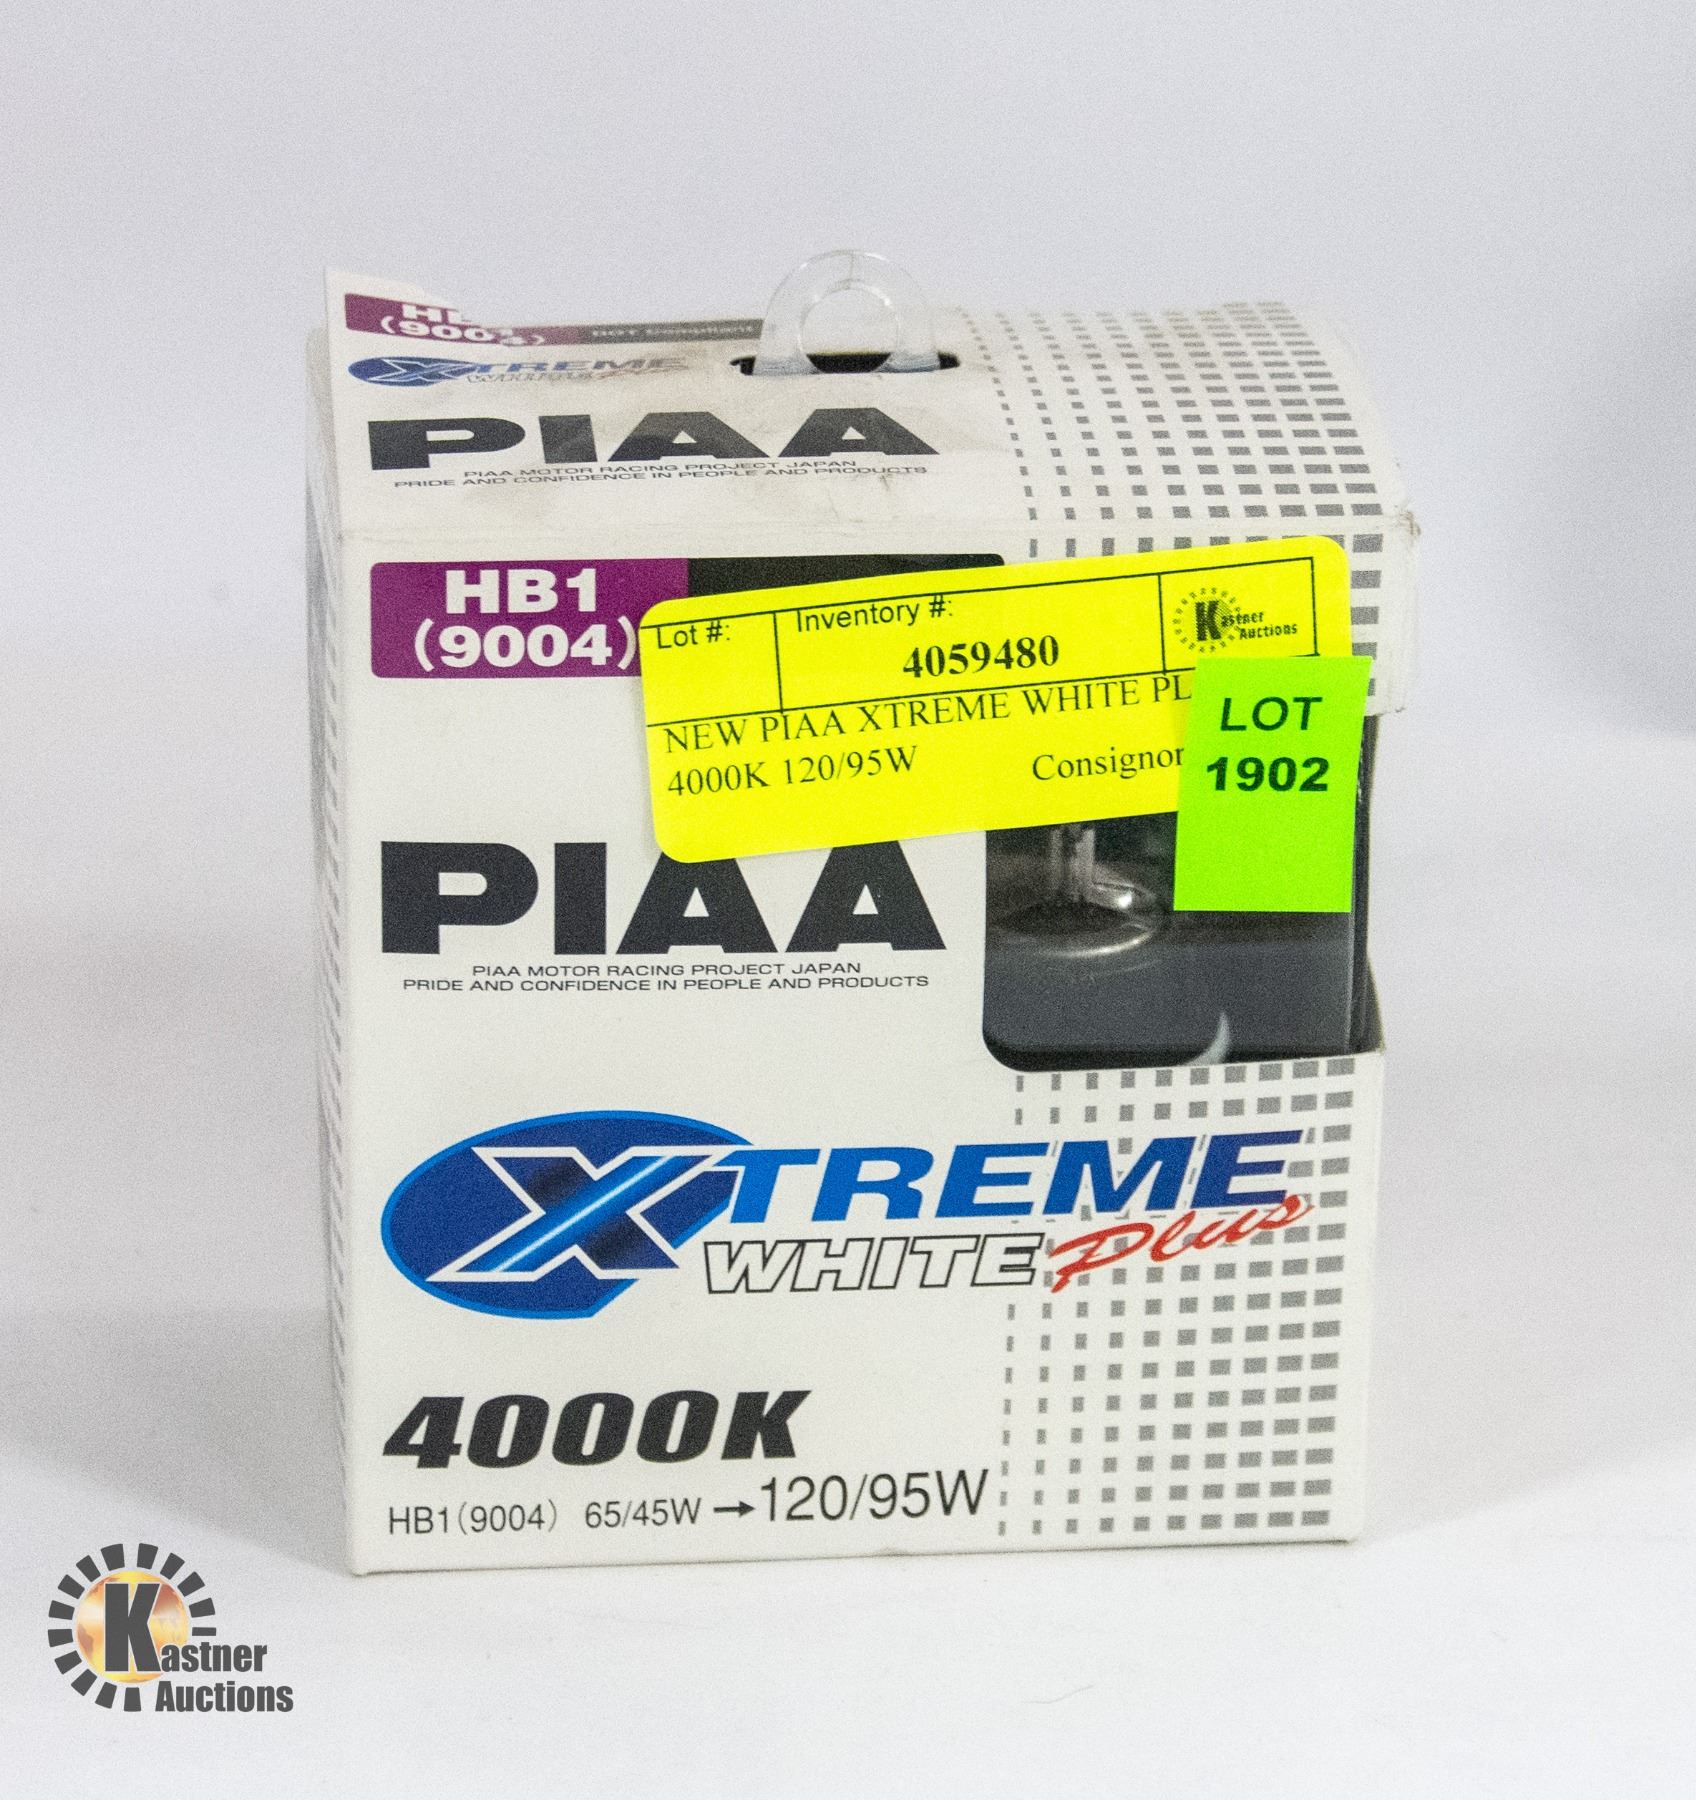 (9004)
XTREME
WHITE Plus
PIAA
PIAA MOTOR RACING PROJECT JAPAN
PRIDE AND CONFIDENCE IN PEOPLE AND PRODUCTS
HB1
(9004)
Lot #:
Inventory #:
4059480
Kastner
Auctions
NEW PIAA XTREME WHITE PL
4000K 120/95W
Consignor
LOT
1902
PIAA
PIAA MOTOR RACING PROJECT JAPAN
PRIDE AND CONFIDENCE IN PEOPLE AND PRODUCTS
XTREME
WHITE Plus
4000K
HB1(9004) 65/45W→120/95W
Kastner
Auctions